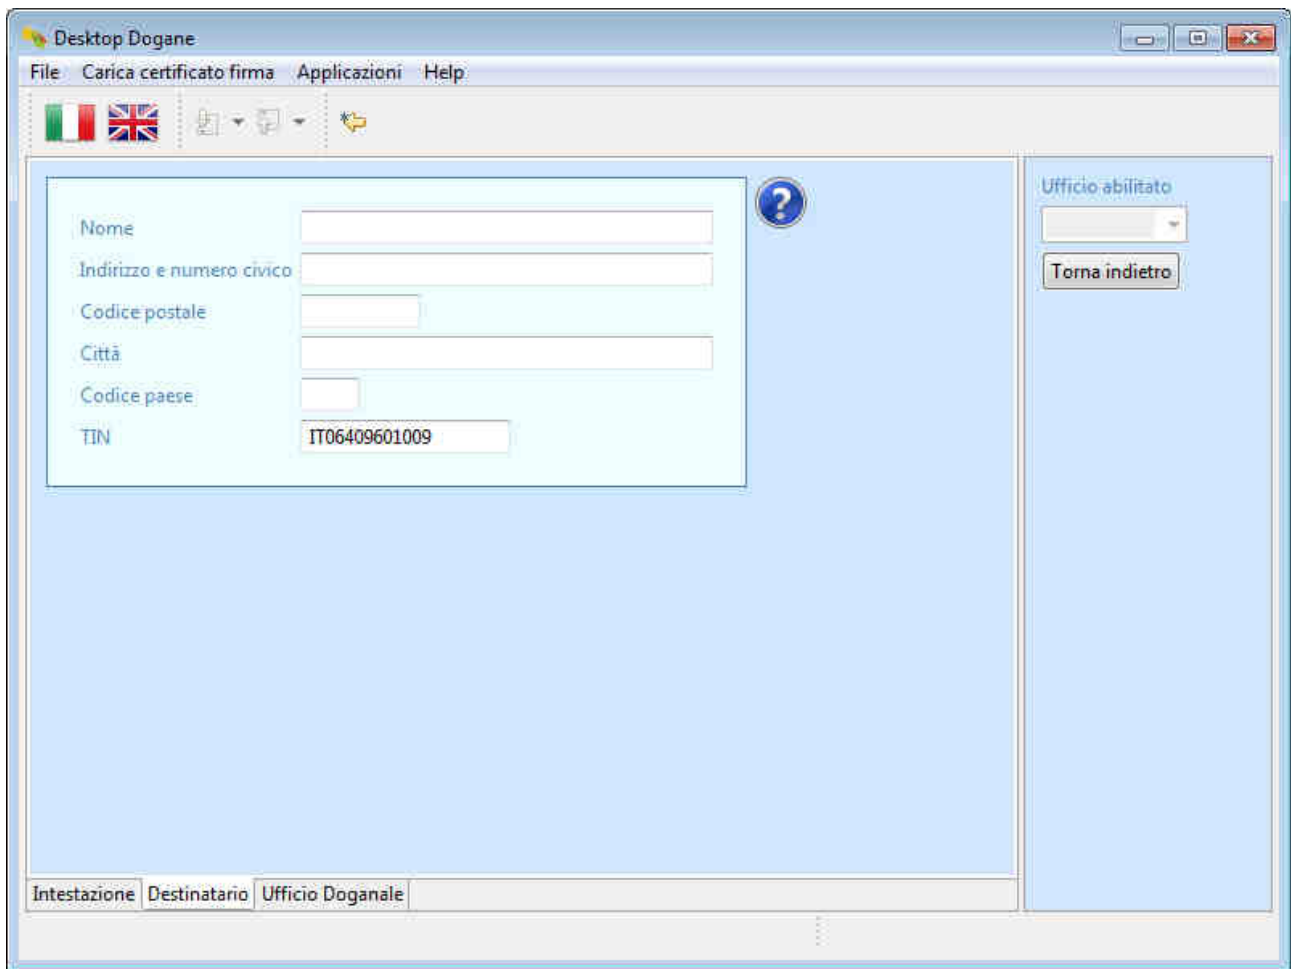 Desktop Dogane
File Carica certificato firma Applicazioni Help
Nome
Indirizzo e numero civico
Codice postale
Città
Codice paese
TIN IT06409601009
?
Ufficio abilitato
Torna indietro
Intestazione Destinatario Ufficio Doganale